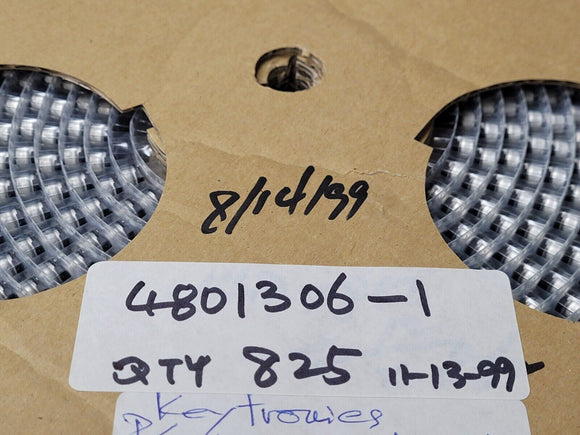 8/14/99
4801306-1
QTY 825 11-13-99
Keytronics